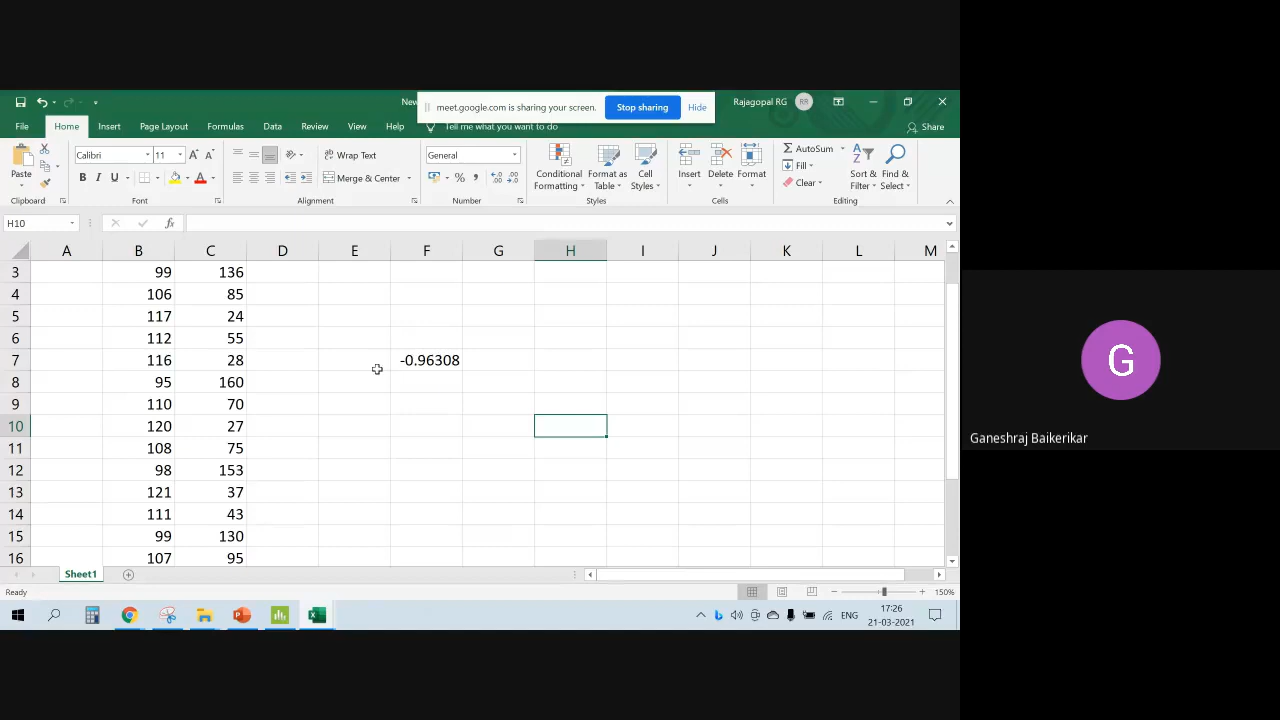 New
meet.google.com is sharing your screen. Stop sharing Hide
Rajagopal RG RR
File Home Insert Page Layout Formulas Data Review View Help Tell me what you want to do Share
Paste Calibri 11 Wrap Text General Conditional Formatting Format as Table Cell Styles Insert Delete Format AutoSum Sort & Filter Find & Select
B I U Merge & Center % Fill
Clear
Clipboard Font Alignment Number Styles Cells Editing
H10 fx
A B C D E F G H I J K L M
3 99 136
4 106 85
5 117 24
6 112 55
7 116 28 -0.96308
8 95 160
9 110 70
10 120 27
11 108 75
12 98 153
13 121 37
14 111 43
15 99 130
16 107 95
Sheet1
Ready 150%
ENG 17:26
21-03-2021
G
Ganeshraj Baikerikar